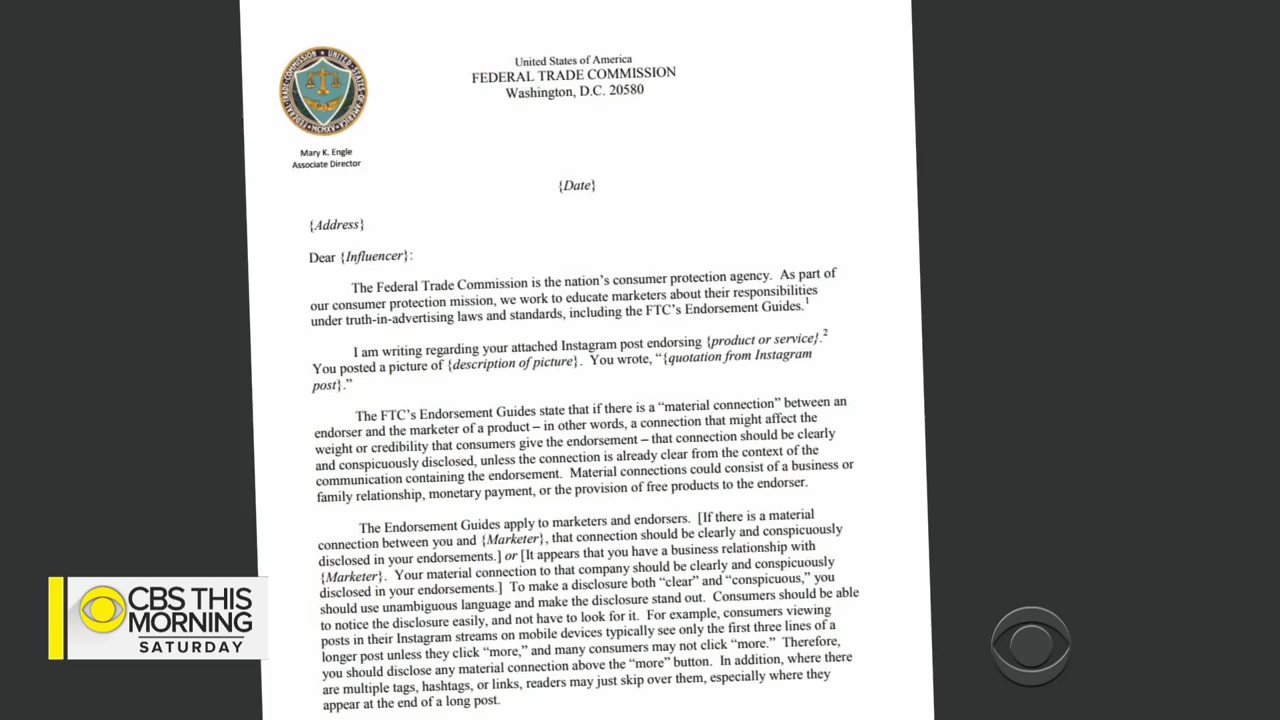 FEDERAL TRADE COMMISSION • UNITED STATES OF AMERICA
MCMXV
Mary K. Engle
Associate Director
United States of America
FEDERAL TRADE COMMISSION
Washington, D.C. 20580
{Date}
{Address}
Dear {Influencer}:
The Federal Trade Commission is the nation's consumer protection agency. As part of
our consumer protection mission, we work to educate marketers about their responsibilities
under truth-in-advertising laws and standards, including the FTC's Endorsement Guides.1
I am writing regarding your attached Instagram post endorsing {product or service}.2
You posted a picture of {description of picture}. You wrote, "{quotation from Instagram
post}."
The FTC's Endorsement Guides state that if there is a "material connection" between an
endorser and the marketer of a product – in other words, a connection that might affect the
weight or credibility that consumers give the endorsement – that connection should be clearly
and conspicuously disclosed, unless the connection is already clear from the context of the
communication containing the endorsement. Material connections could consist of a business or
family relationship, monetary payment, or the provision of free products to the endorser.
The Endorsement Guides apply to marketers and endorsers. [If there is a material
connection between you and {Marketer}, that connection should be clearly and conspicuously
disclosed in your endorsements.] or [It appears that you have a business relationship with
{Marketer}. Your material connection to that company should be clearly and conspicuously
disclosed in your endorsements.] To make a disclosure both "clear" and "conspicuous," you
should use unambiguous language and make the disclosure stand out. Consumers should be able
to notice the disclosure easily, and not have to look for it. For example, consumers viewing
posts in their Instagram streams on mobile devices typically see only the first three lines of a
longer post unless they click "more," and many consumers may not click "more." Therefore,
you should disclose any material connection above the "more" button. In addition, where there
are multiple tags, hashtags, or links, readers may just skip over them, especially where they
appear at the end of a long post.
CBS THIS
MORNING
SATURDAY